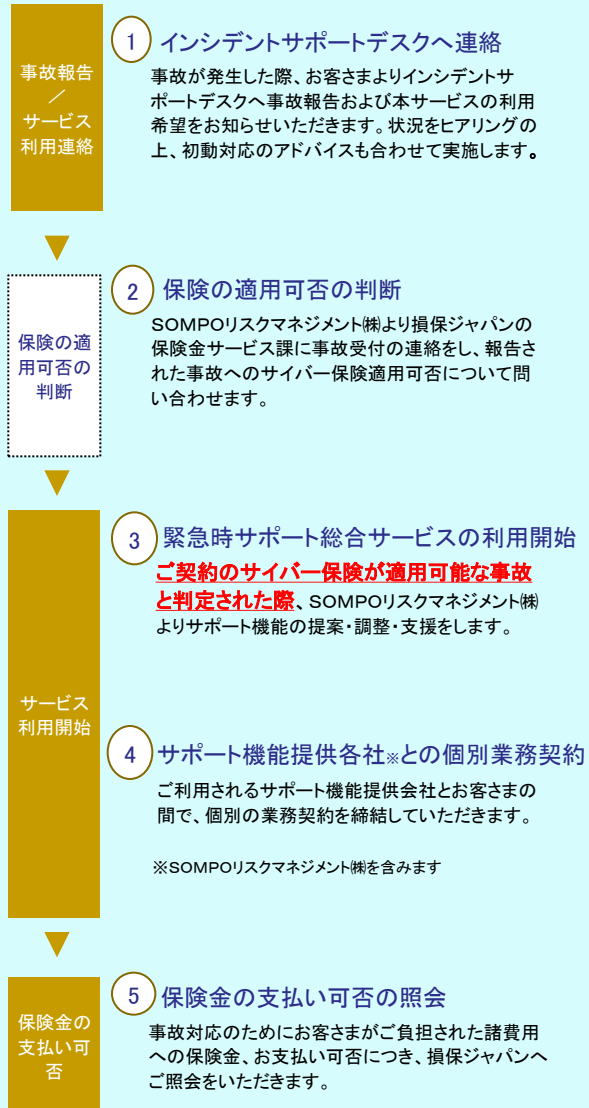 事故報告
／
サービス
利用連絡
1 インシデントサポートデスクへ連絡
事故が発生した際、お客さまよりインシデントサ
ポートデスクへ事故報告および本サービスの利用
希望をお知らせいただきます。状況をヒアリングの
上、初動対応のアドバイスも合わせて実施します。
保険の適
用可否の
判断
2 保険の適用可否の判断
SOMPOリスクマネジメント㈱より損保ジャパンの
保険金サービス課に事故受付の連絡をし、報告さ
れた事故へのサイバー保険適用可否について問
い合わせます。
サービス
利用開始
3 緊急時サポート総合サービスの利用開始
ご契約のサイバー保険が適用可能な事故
と判定された際、SOMPOリスクマネジメント㈱
よりサポート機能の提案・調整・支援をします。
4 サポート機能提供各社※との個別業務契約
ご利用されるサポート機能提供会社とお客さまの
間で、個別の業務契約を締結していただきます。
※SOMPOリスクマネジメント㈱を含みます
保険金の
支払い可
否
5 保険金の支払い可否の照会
事故対応のためにお客さまがご負担された諸費用
への保険金、お支払い可否につき、損保ジャパンへ
ご照会をいただきます。